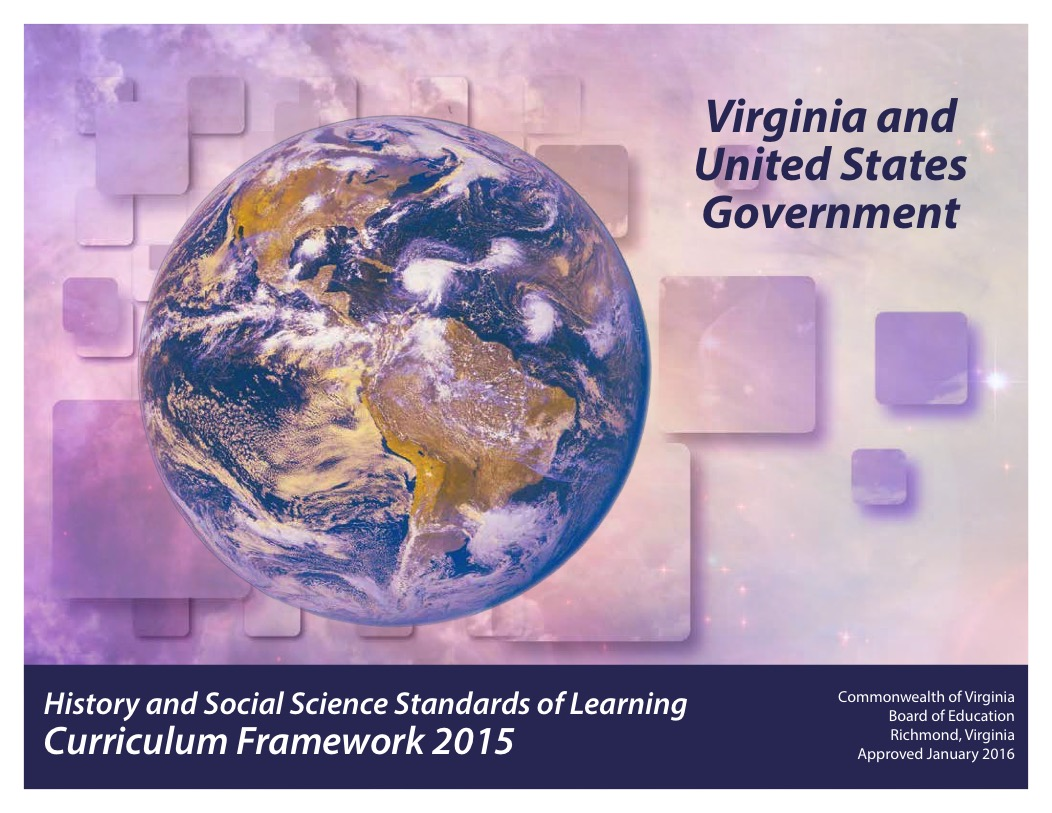 Virginia and
United States
Government
History and Social Science Standards of Learning
Curriculum Framework 2015
Commonwealth of Virginia
Board of Education
Richmond, Virginia
Approved January 2016